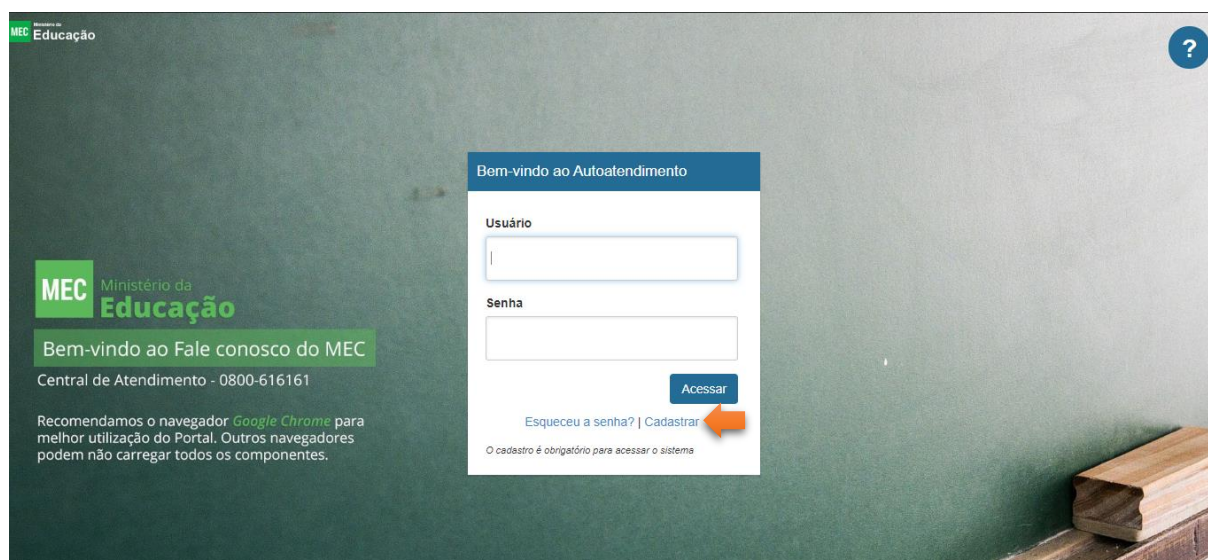 MEC
Ministério da
Educação
?
Bem-vindo ao Autoatendimento
Usuário
Senha
Acessar
Esqueceu a senha? | Cadastrar
O cadastro é obrigatório para acessar o sistema
MEC
Ministério da
Educação
Bem-vindo ao Fale conosco do MEC
Central de Atendimento - 0800-616161
Recomendamos o navegador Google Chrome para
melhor utilização do Portal. Outros navegadores
podem não carregar todos os componentes.